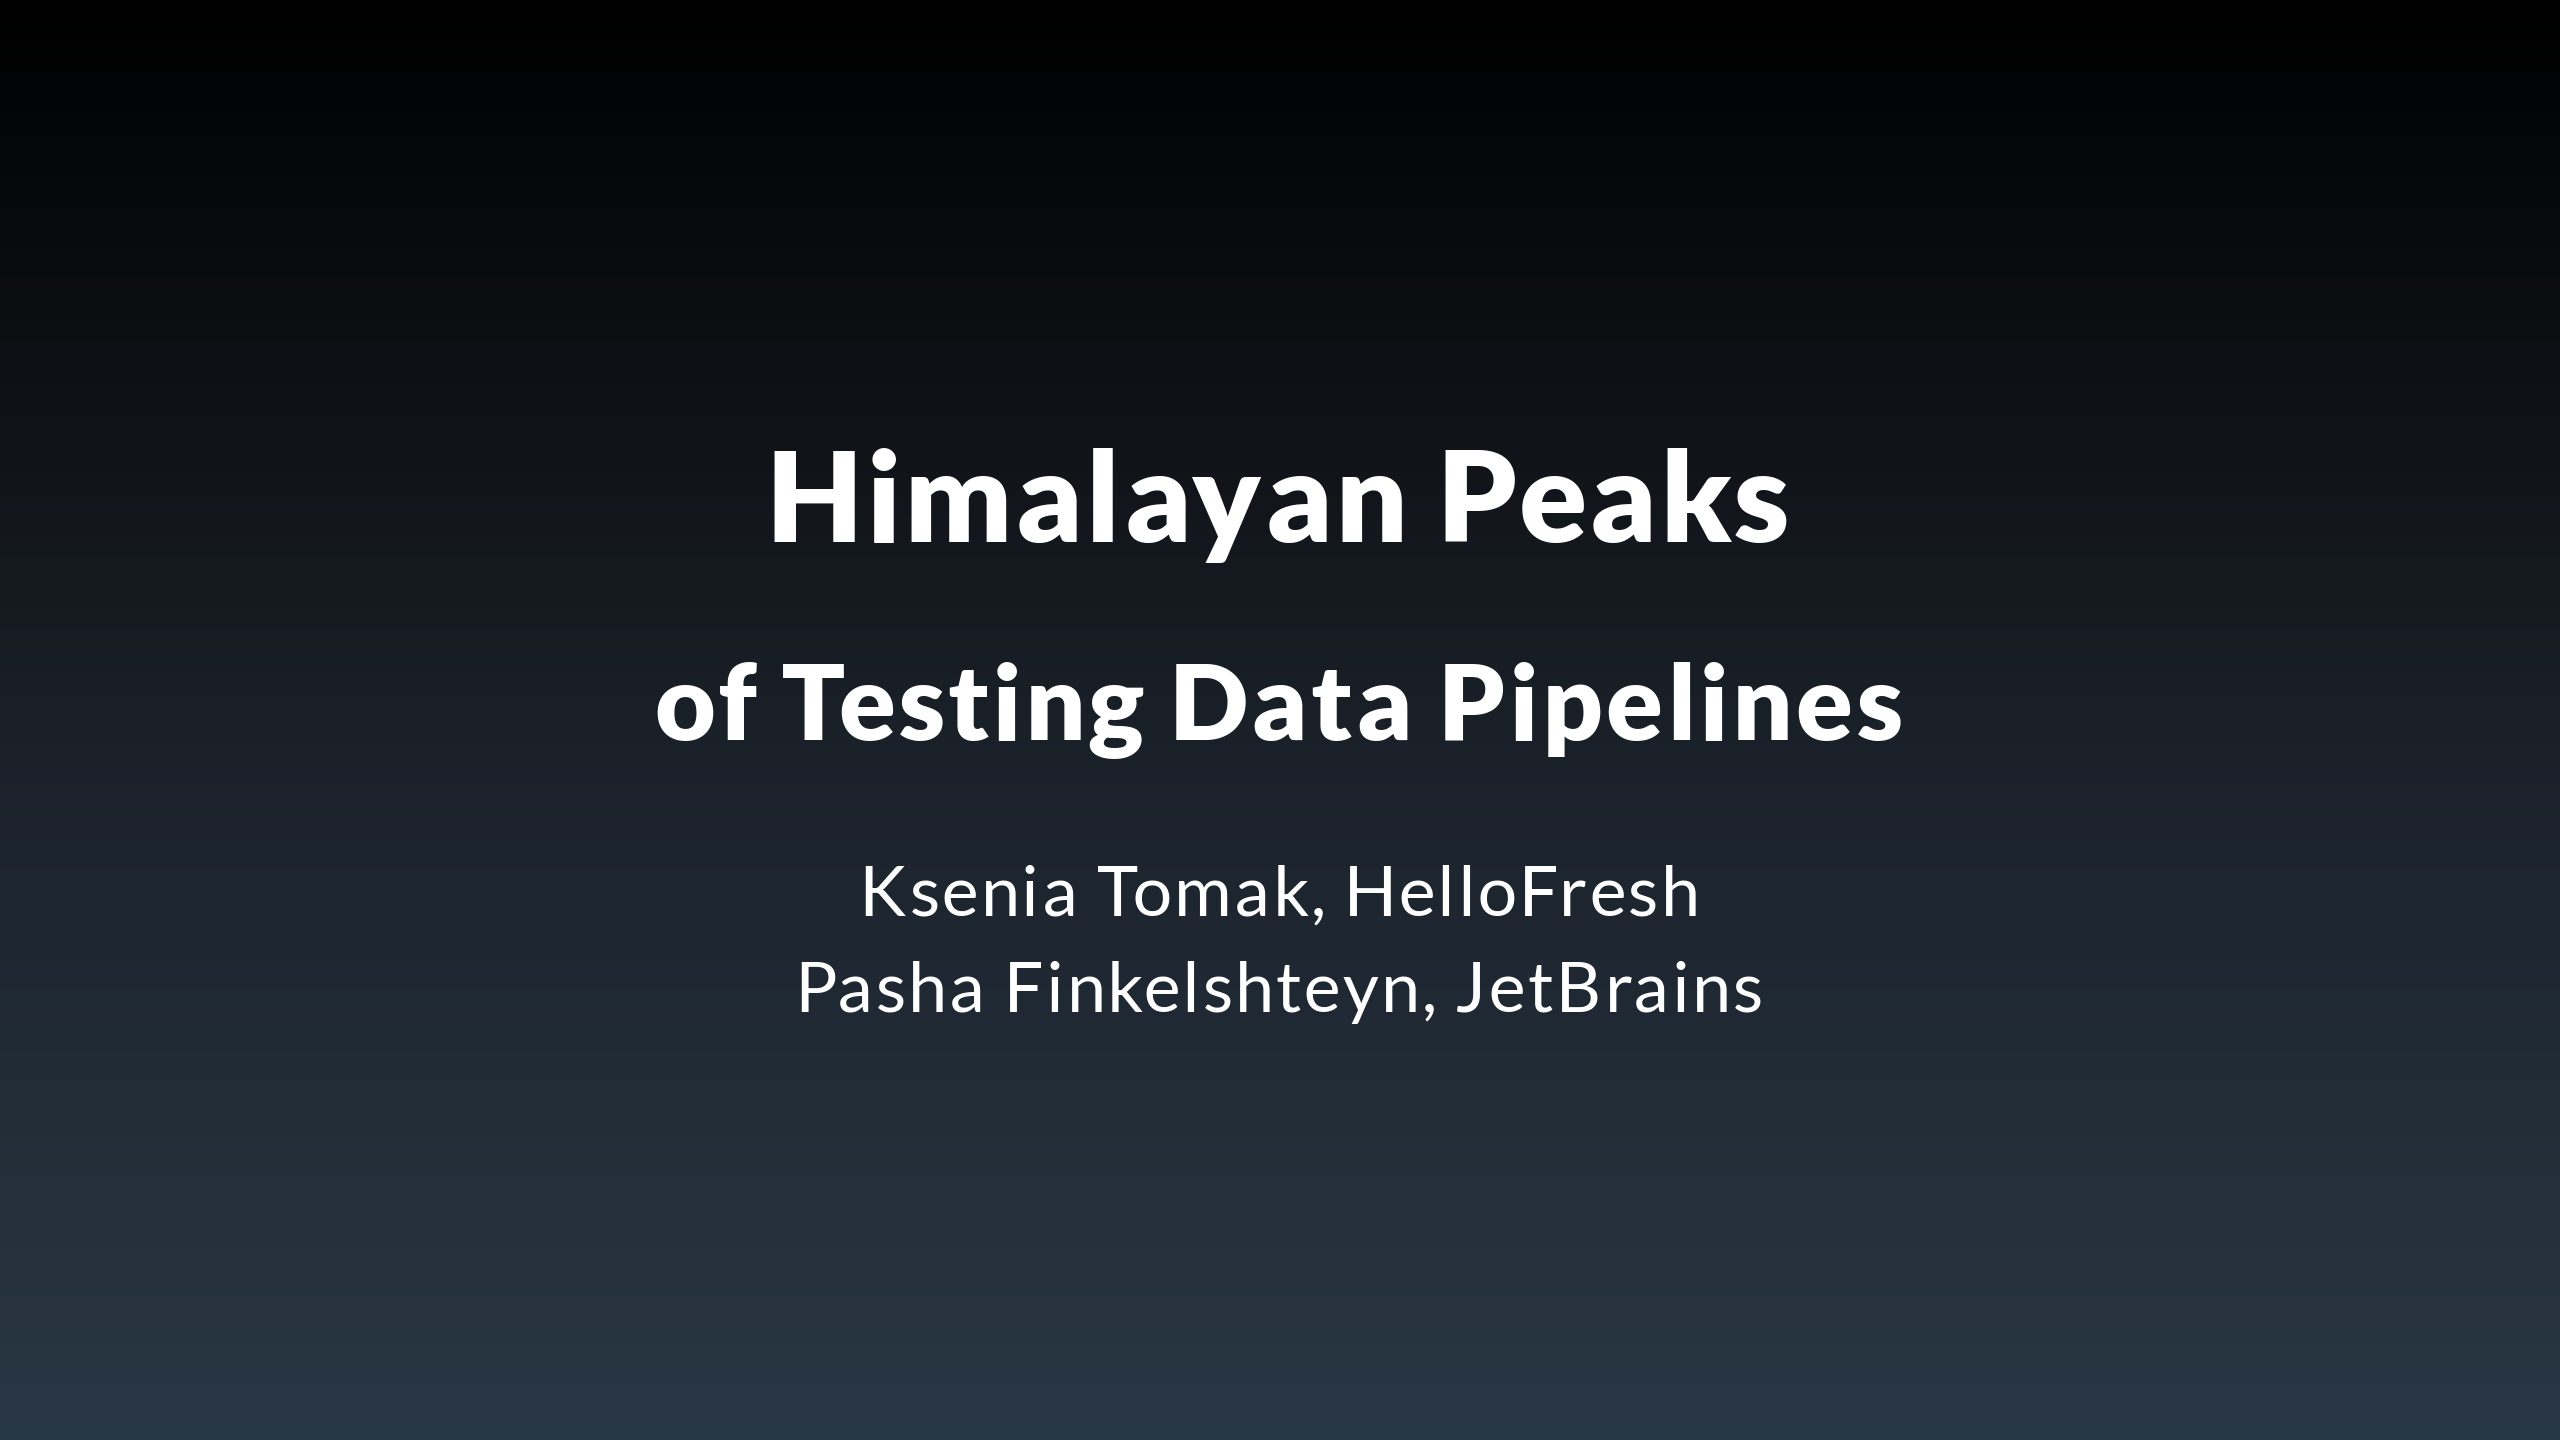 Himalayan Peaks
of Testing Data Pipelines
Ksenia Tomak, HelloFresh
Pasha Finkelshteyn, JetBrains